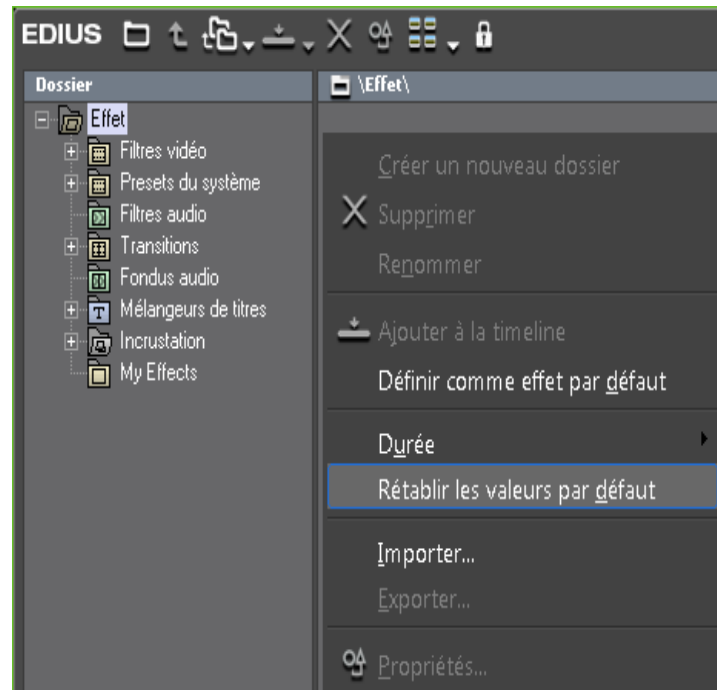 EDIUS
Dossier
\Effet\
Effet
Filtres vidéo
Presets du système
Filtres audio
Transitions
Fondus audio
T Mélangeurs de titres
Incrustation
My Effects
Créer un nouveau dossier
Supprimer
Renommer
Ajouter à la timeline
Définir comme effet par défaut
Durée
Rétablir les valeurs par défaut
Importer...
Exporter...
Propriétés...